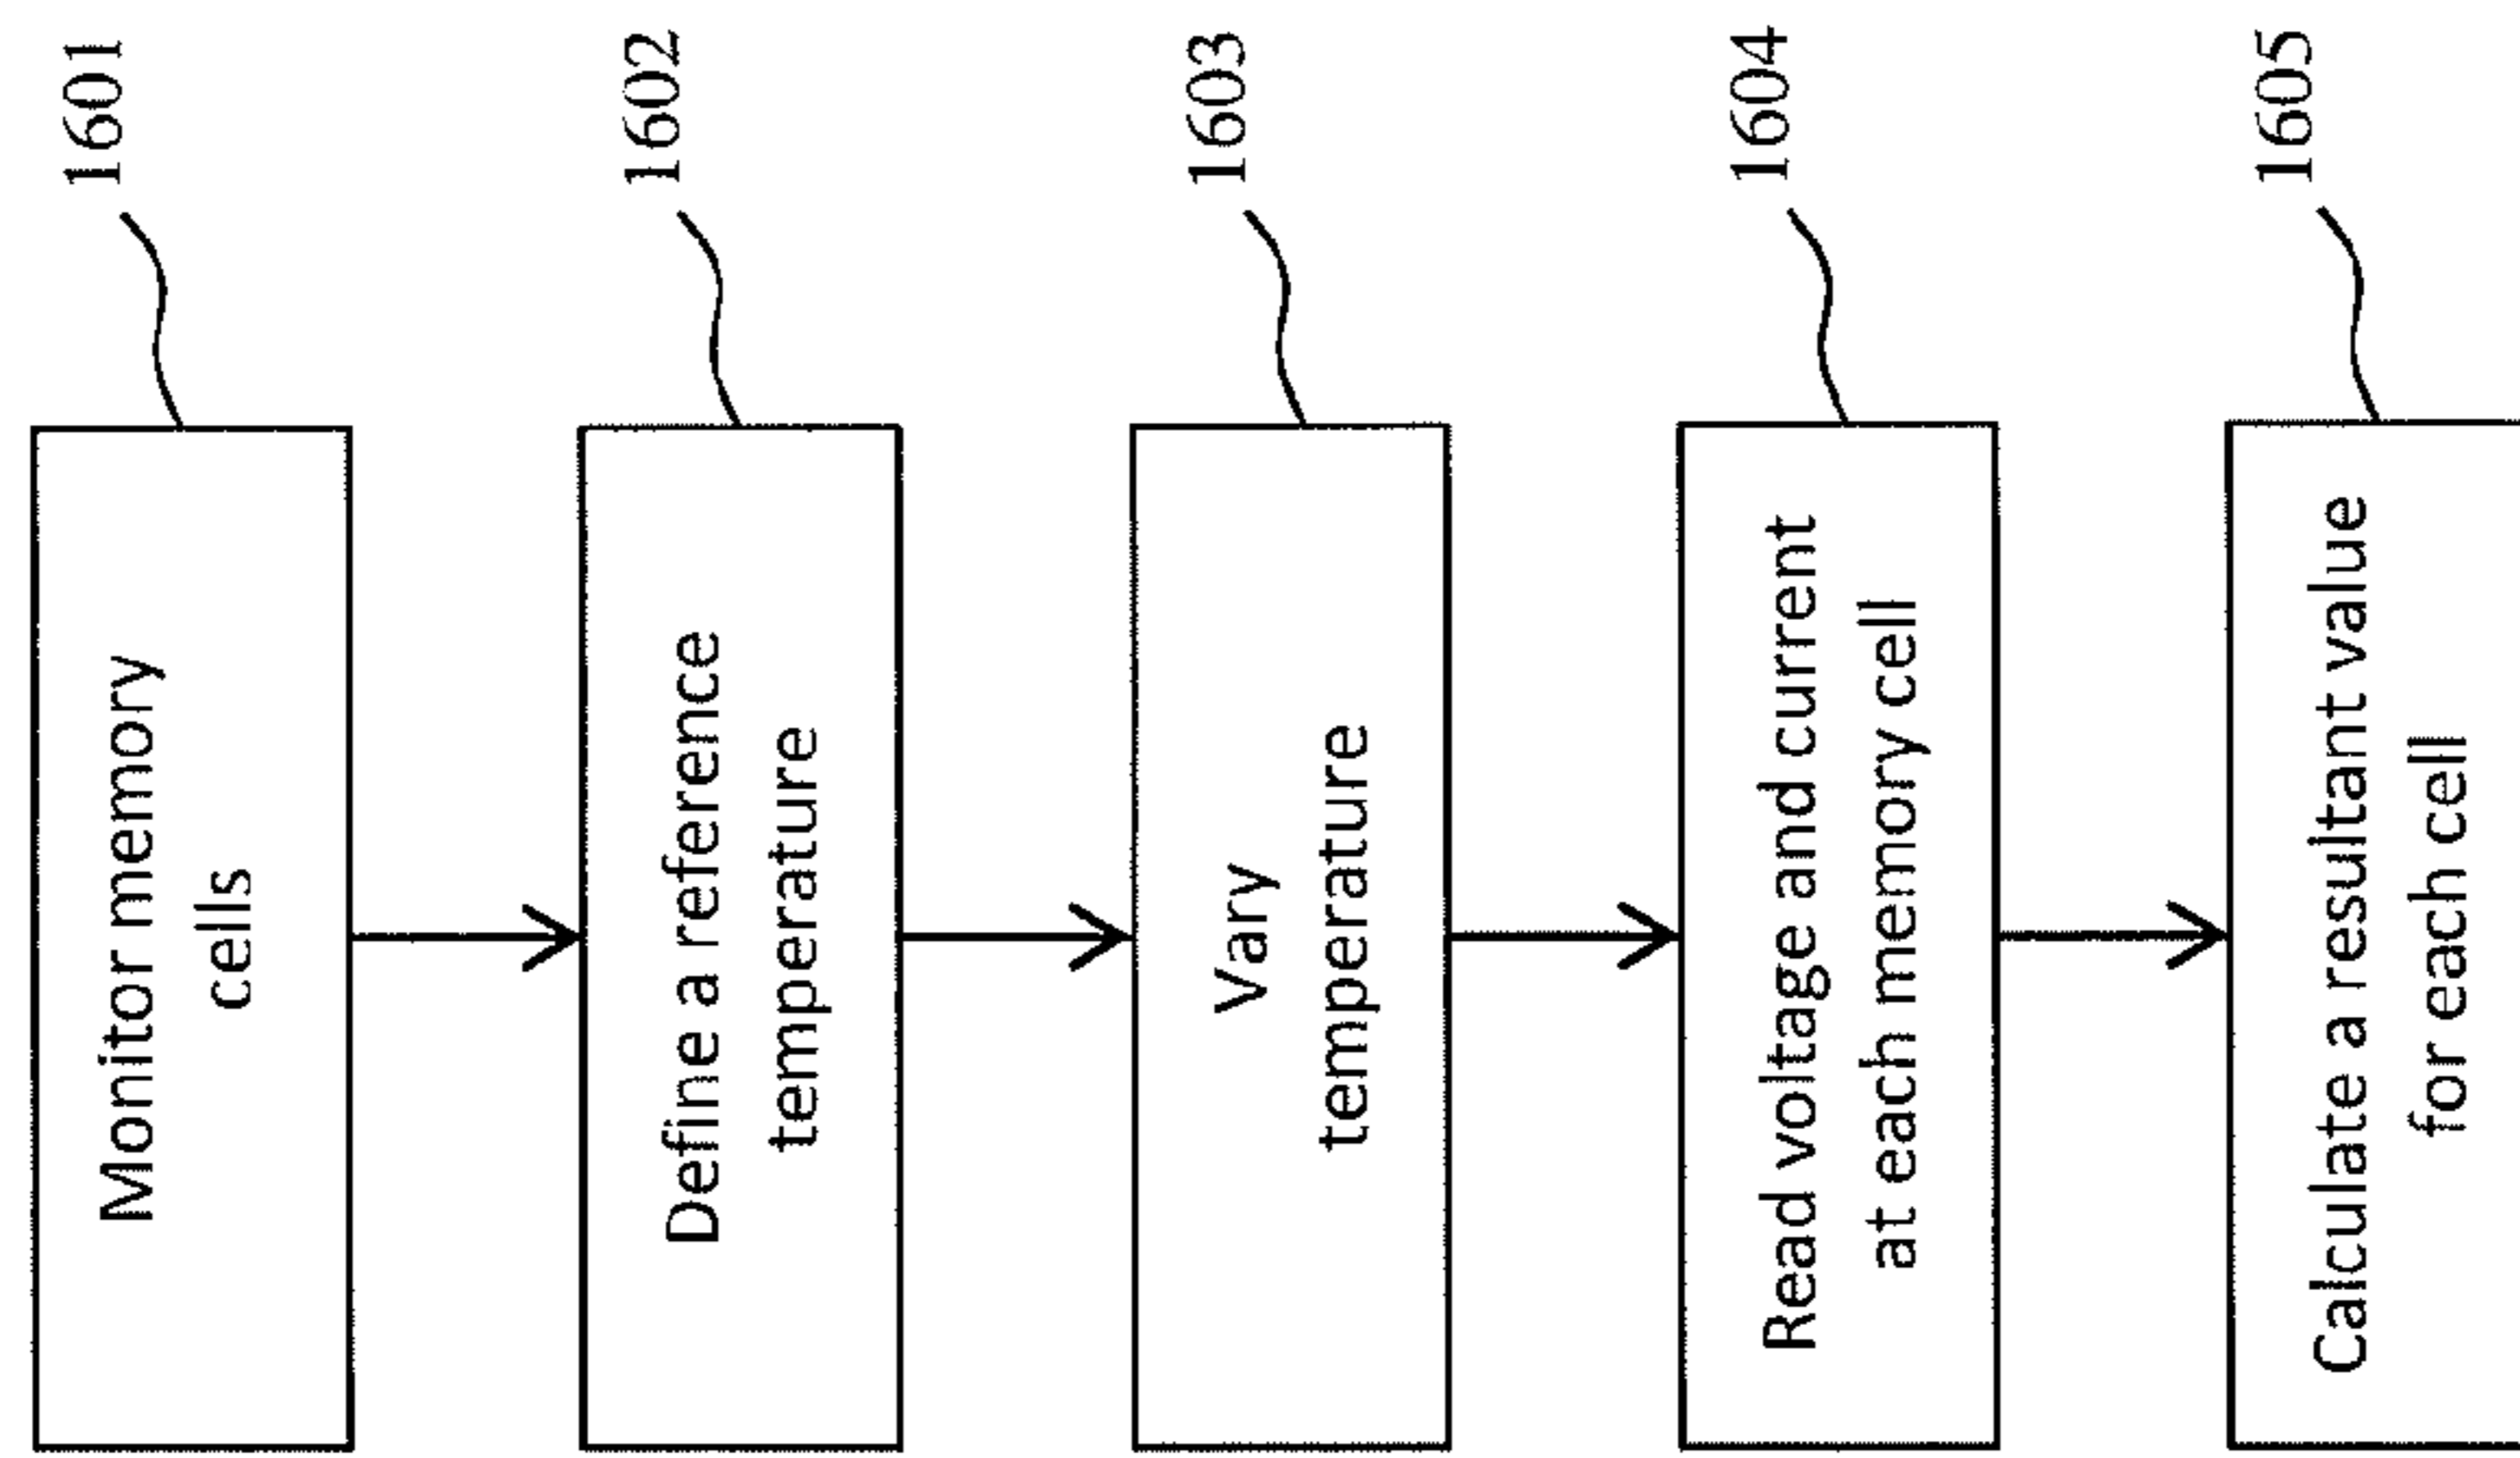 1601
Monitor memory
cells
1602
Define a reference
temperature
1603
Vary
temperature
1604
Read voltage and current
at each memory cell
1605
Calculate a resultant value
for each cell